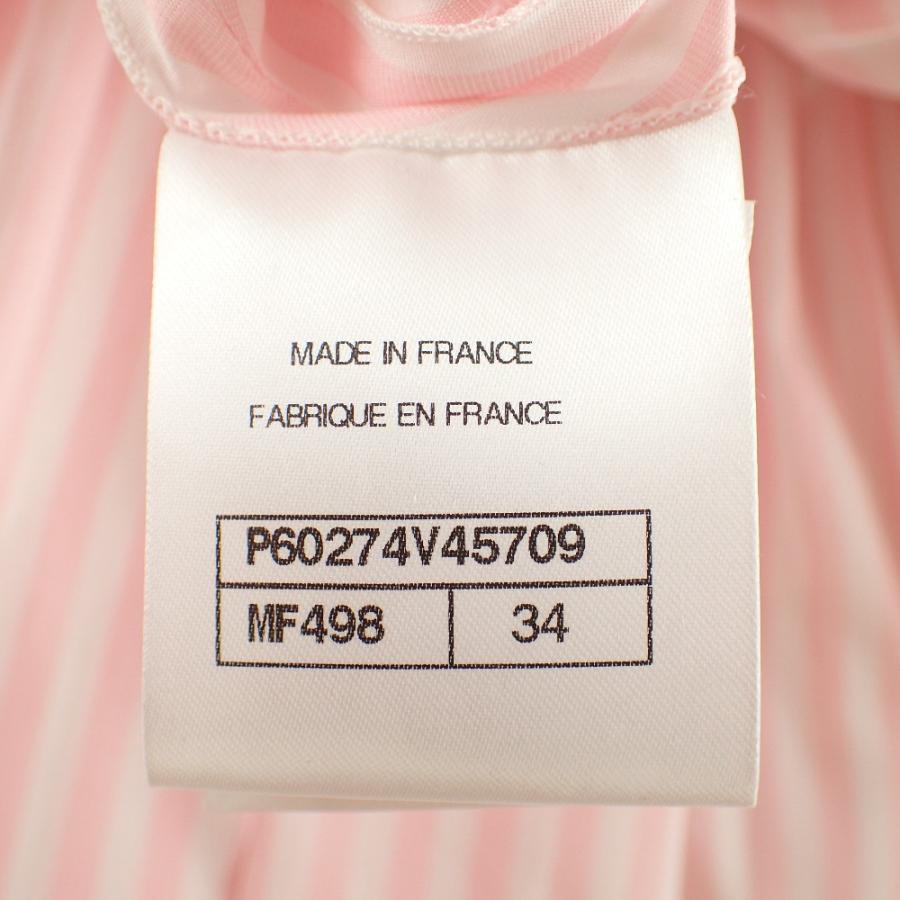 MADE IN FRANCE
FABRIQUE EN FRANCE
P60274V45709
MF498 34